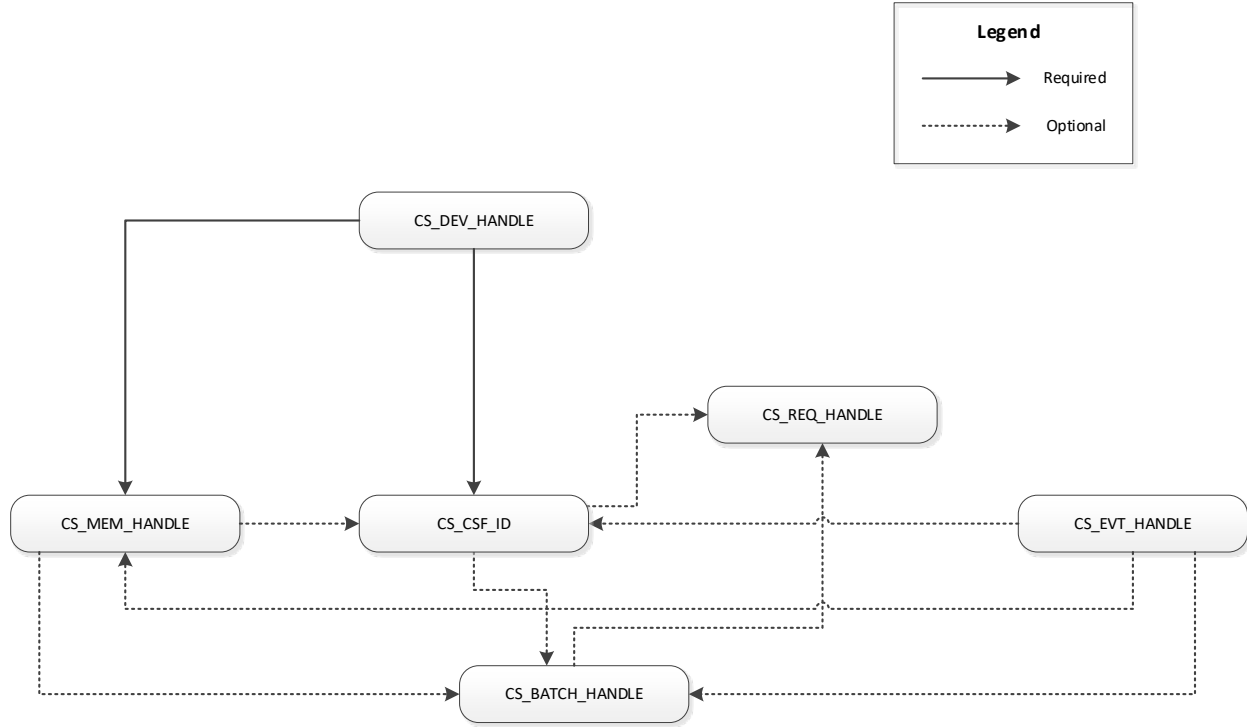 Legend
Required
Optional
CS_DEV_HANDLE
CS_REQ_HANDLE
CS_MEM_HANDLE
CS_CSF_ID
CS_EVT_HANDLE
CS_BATCH_HANDLE